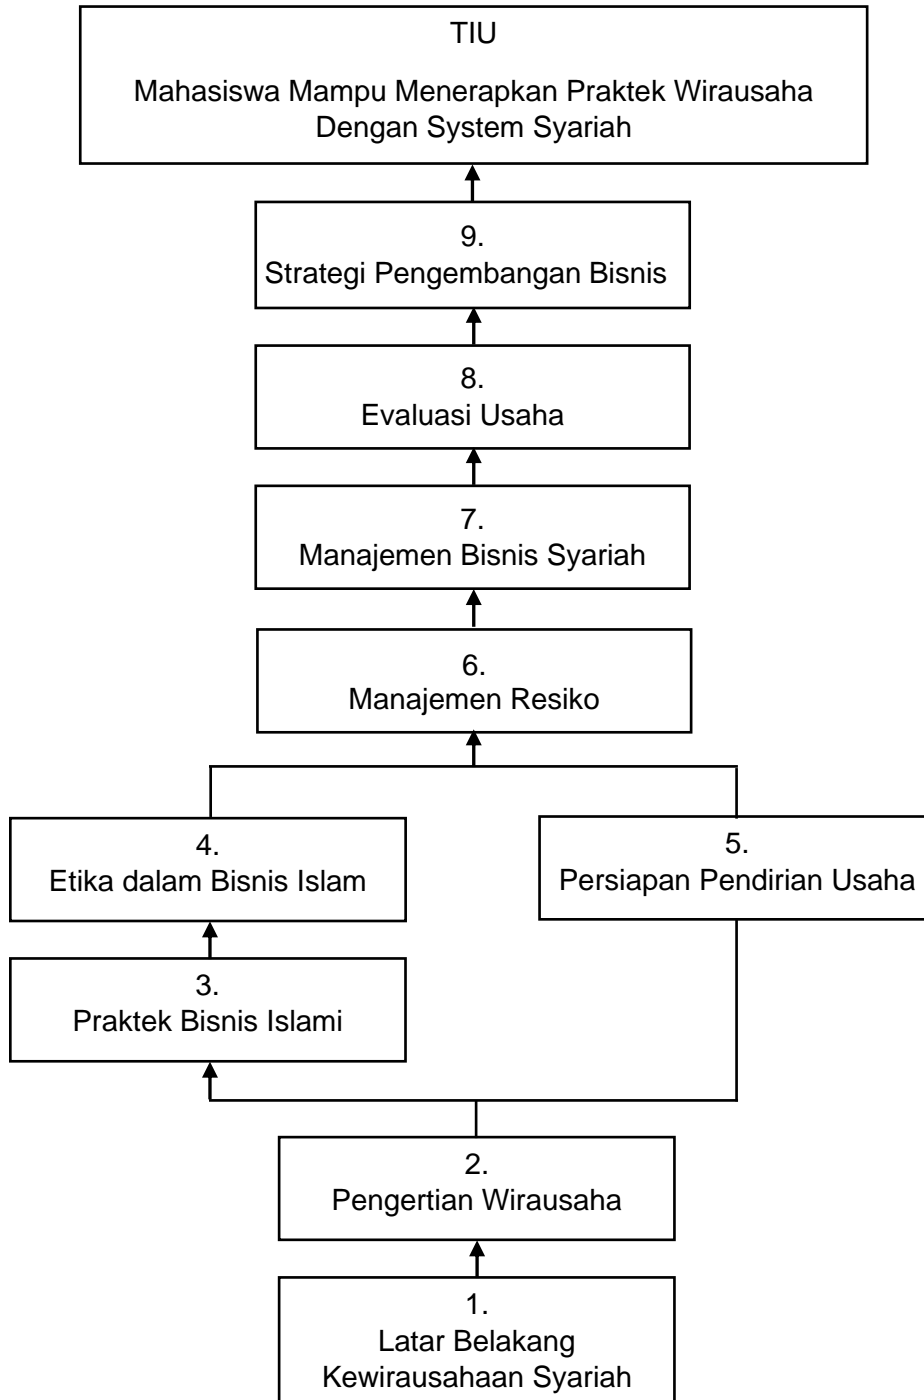 TIU
Mahasiswa Mampu Menerapkan Praktek Wirausaha
Dengan System Syariah
9.
Strategi Pengembangan Bisnis
8.
Evaluasi Usaha
7.
Manajemen Bisnis Syariah
6.
Manajemen Resiko
4.
Etika dalam Bisnis Islam
5.
Persiapan Pendirian Usaha
3.
Praktek Bisnis Islami
2.
Pengertian Wirausaha
1.
Latar Belakang
Kewirausahaan Syariah